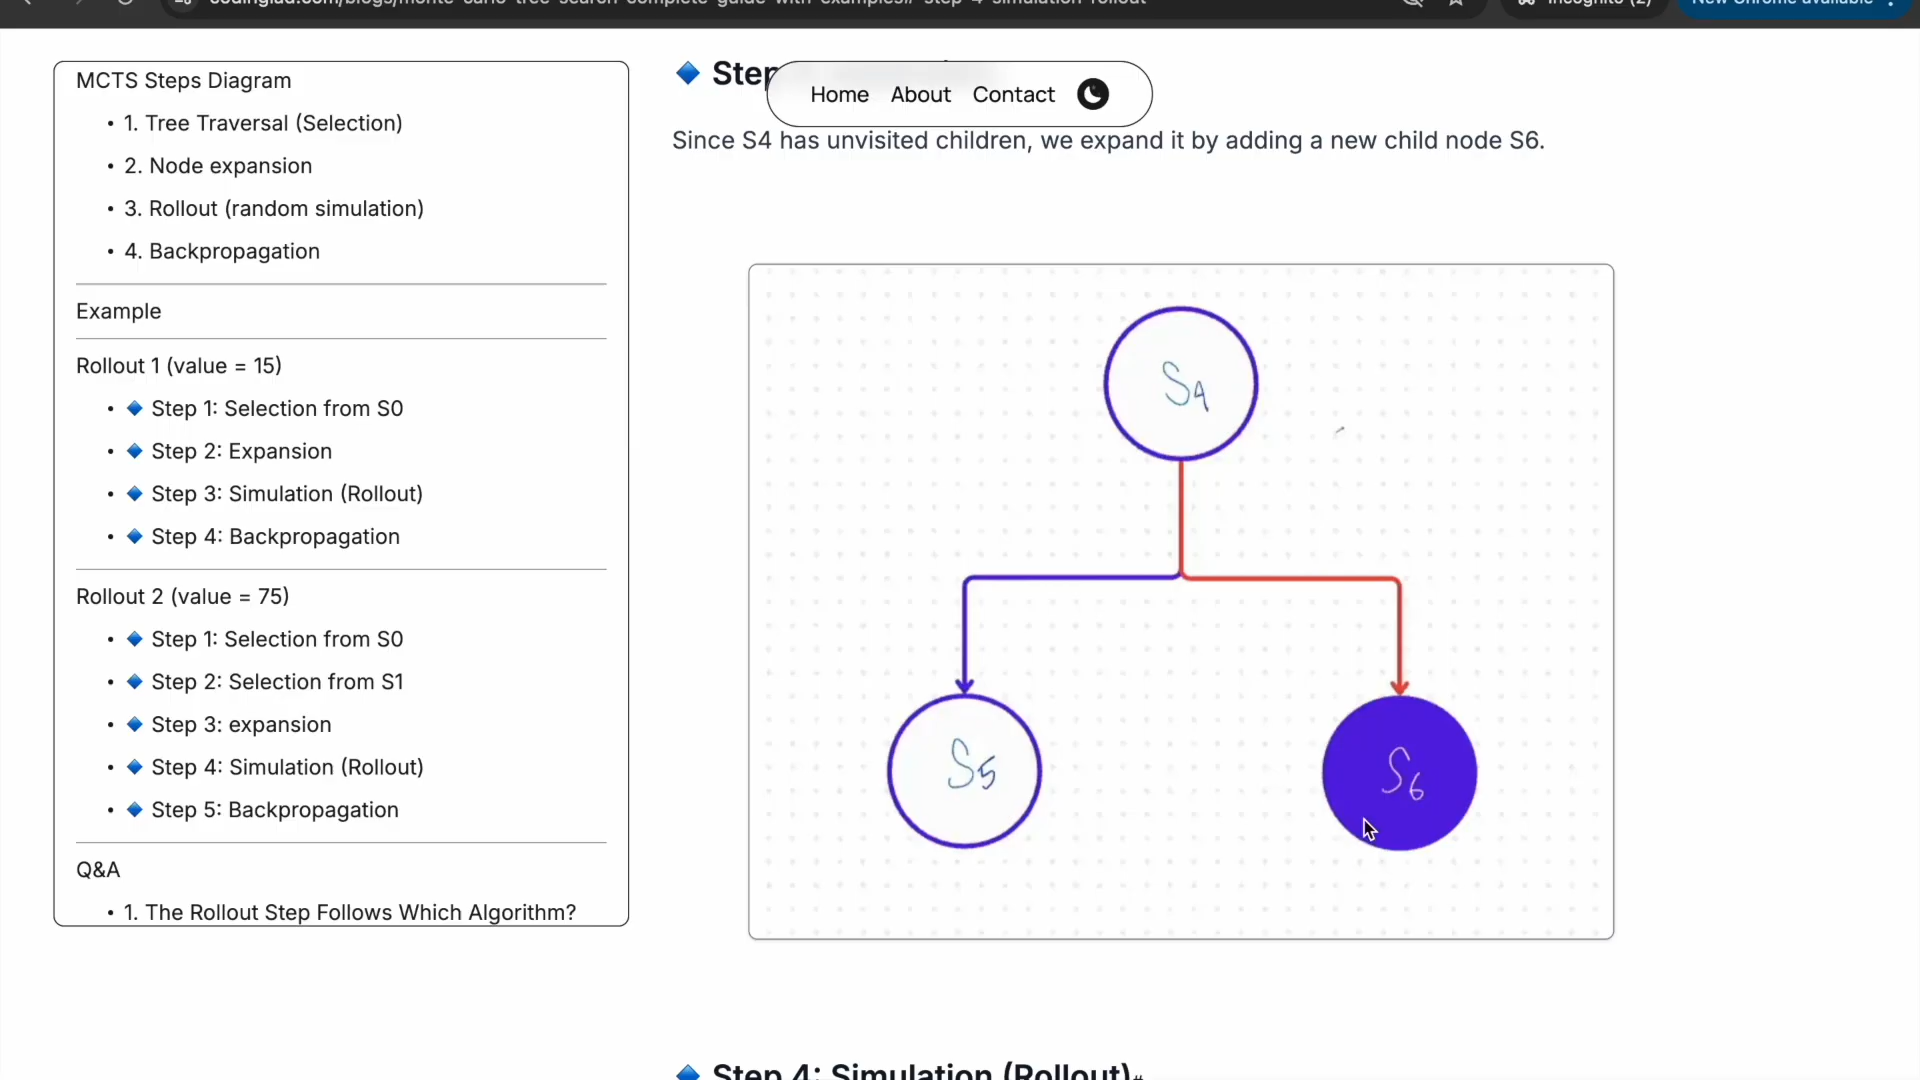 MCTS Steps Diagram
• 1. Tree Traversal (Selection)
• 2. Node expansion
• 3. Rollout (random simulation)
• 4. Backpropagation
Example
Rollout 1 (value = 15)
• Step 1: Selection from S0
• Step 2: Expansion
• Step 3: Simulation (Rollout)
• Step 4: Backpropagation
Rollout 2 (value = 75)
• Step 1: Selection from S0
• Step 2: Selection from S1
• Step 3: expansion
• Step 4: Simulation (Rollout)
• Step 5: Backpropagation
Q&A
• 1. The Rollout Step Follows Which Algorithm?
Step
Home About Contact
Since S4 has unvisited children, we expand it by adding a new child node S6.
S4
S5
S6
Step 4: Simulation (Rollout)#